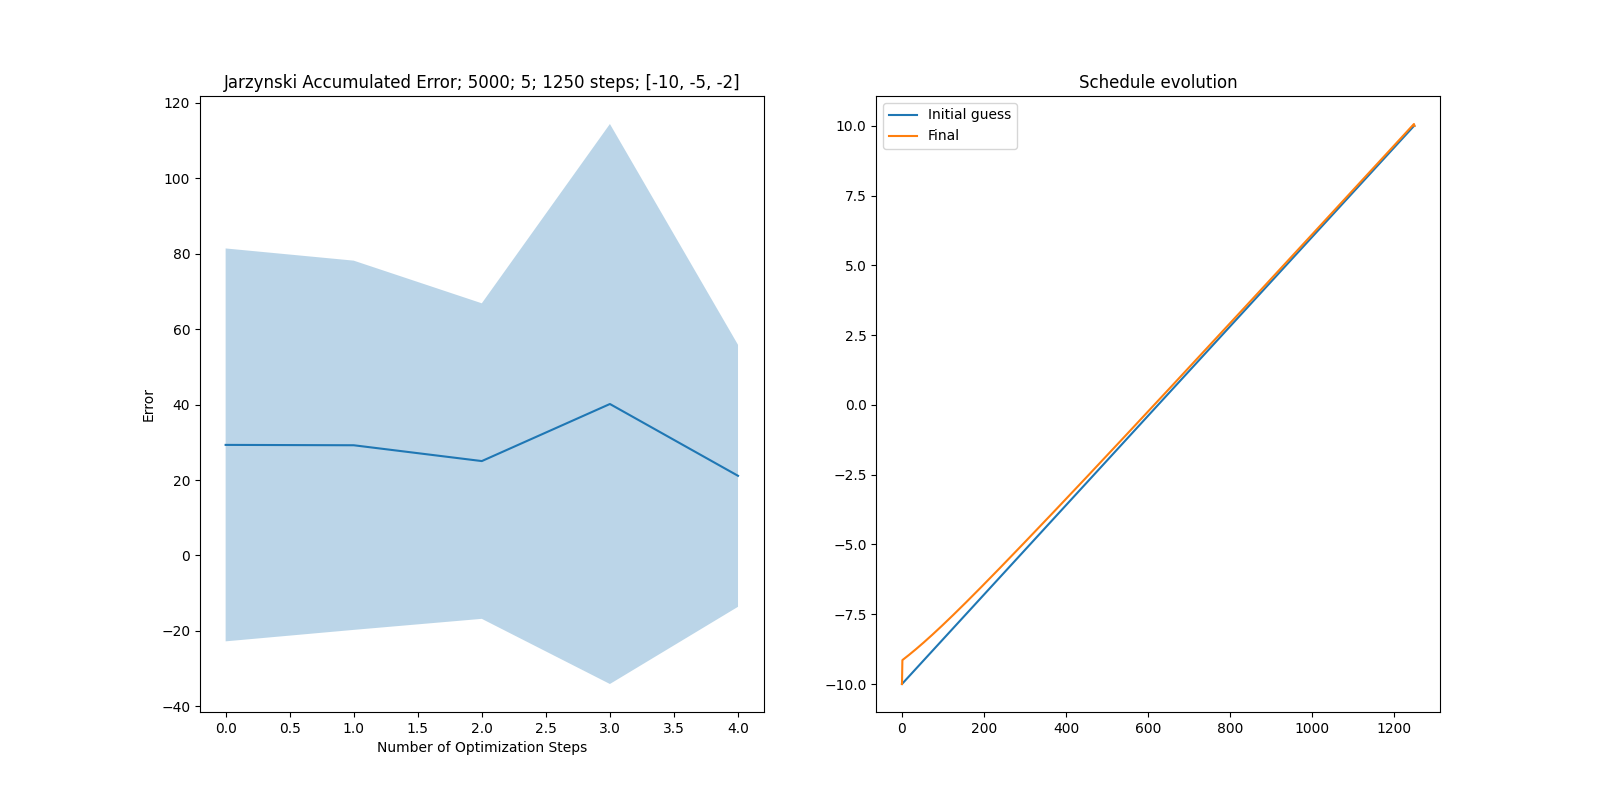 Jarzynski Accumulated Error; 5000; 5; 1250 steps; [-10, -5, -2]
120
100
80
60
40
20
0
−20
−40
Error
0.0 0.5 1.0 1.5 2.0 2.5 3.0 3.5 4.0
Number of Optimization Steps
Schedule evolution
Initial guess
Final
10.0
7.5
5.0
2.5
0.0
−2.5
−5.0
−7.5
−10.0
0 200 400 600 800 1000 1200